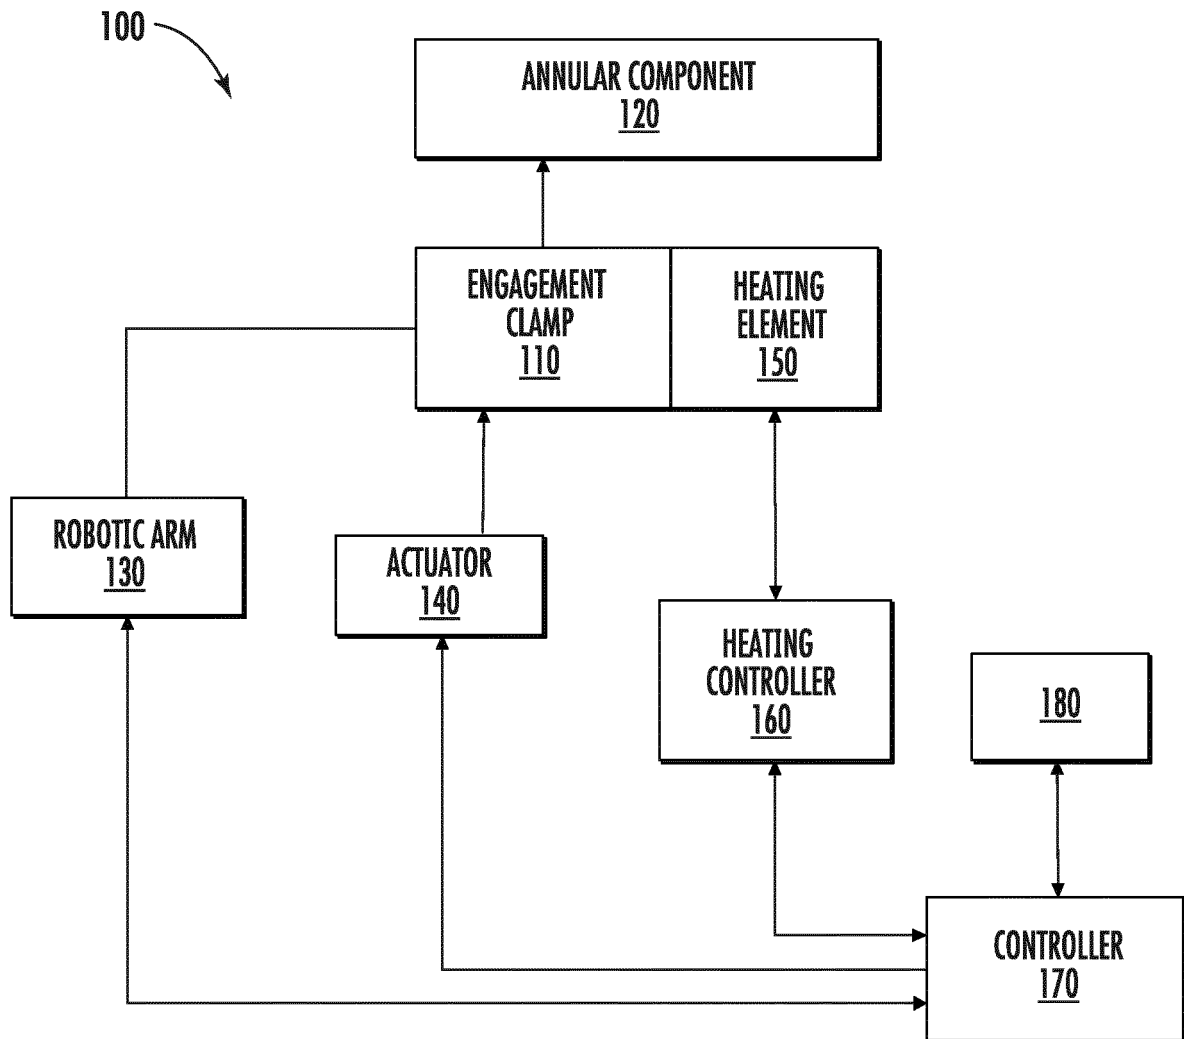 100
ANNULAR COMPONENT
120
ENGAGEMENT
CLAMP
110
HEATING
ELEMENT
150
ROBOTIC ARM
130
ACTUATOR
140
HEATING
CONTROLLER
160
180
CONTROLLER
170